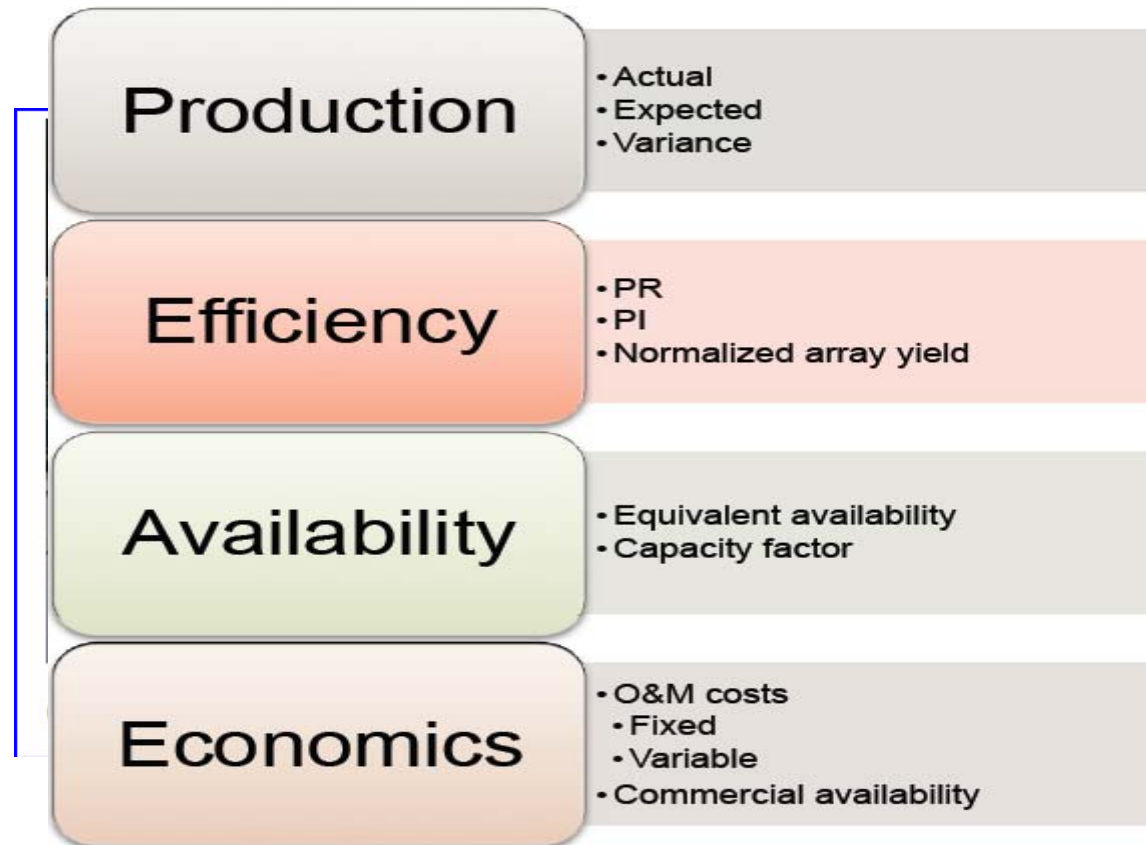 Production
• Actual
• Expected
• Variance
Efficiency
• PR
• PI
• Normalized array yield
Availability
• Equivalent availability
• Capacity factor
Economics
• O&M costs
• Fixed
• Variable
• Commercial availability